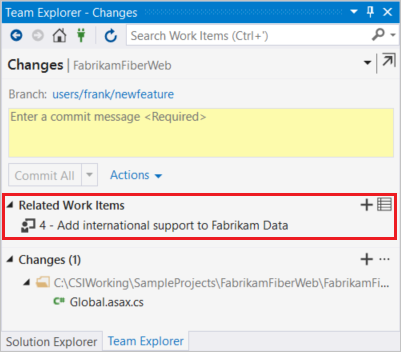 Team Explorer - Changes
Search Work Items (Ctrl+')
Changes | FabrikamFiberWeb
Branch: users/frank/newfeature
Enter a commit message <Required>
Commit All Actions
Related Work Items
4 - Add international support to Fabrikam Data
Changes (1)
C:\CSIWorking\SampleProjects\FabrikamFiberWeb\FabrikamFi...
C# Global.asax.cs
Solution Explorer Team Explorer